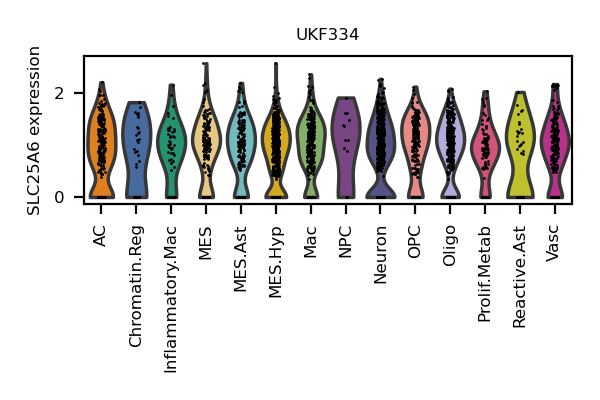 UKF334
SLC25A6 expression
2
0
AC
Chromatin.Reg
Inflammatory.Mac
MES
MES.Ast
MES.Hyp
Mac
NPC
Neuron
OPC
Oligo
Prolif.Metab
Reactive.Ast
Vasc